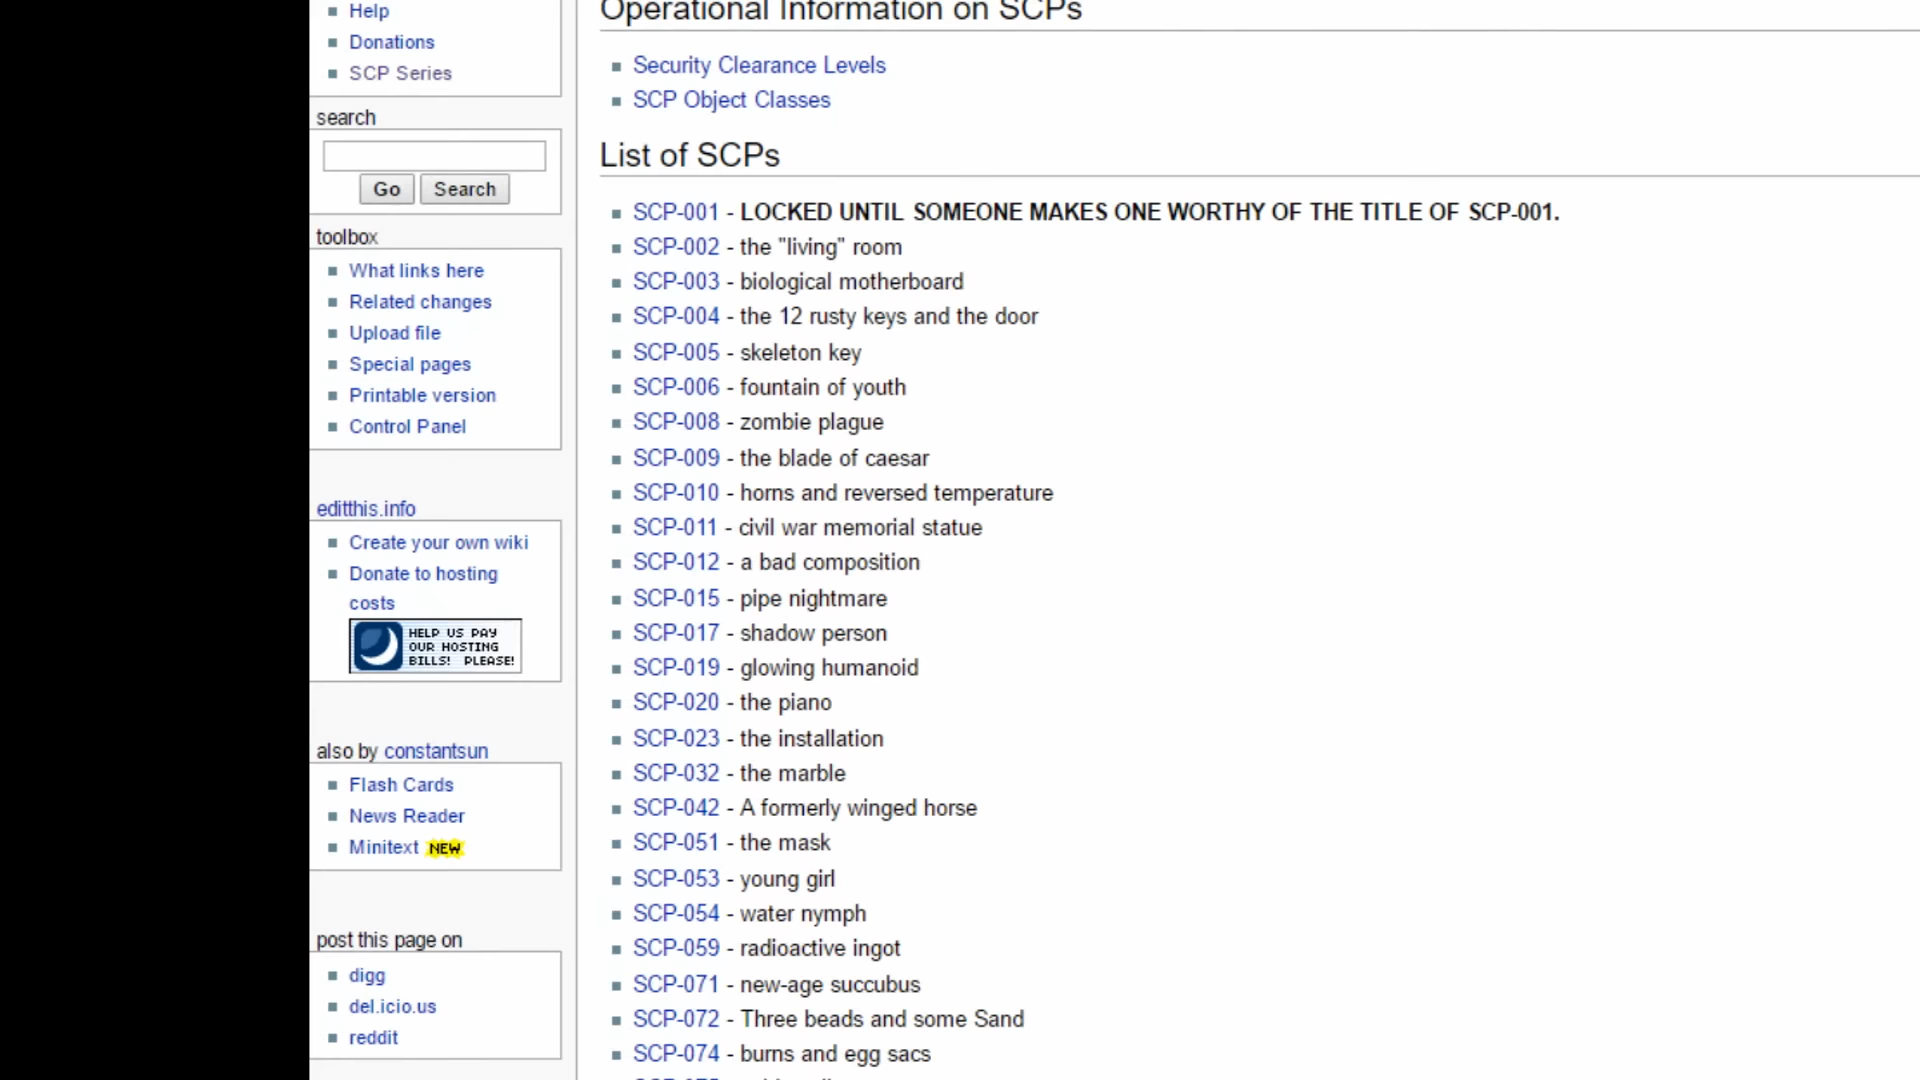 Help
Donations
SCP Series
search
Go Search
toolbox
What links here
Related changes
Upload file
Special pages
Printable version
Control Panel
editthis.info
Create your own wiki
Donate to hosting
costs
HELP US PAY
OUR HOSTING
BILLS! PLEASE!
also by constantsun
Flash Cards
News Reader
Minitext NEW
post this page on
digg
del.icio.us
reddit
Operational Information on SCPs
Security Clearance Levels
SCP Object Classes
List of SCPs
SCP-001 - LOCKED UNTIL SOMEONE MAKES ONE WORTHY OF THE TITLE OF SCP-001.
SCP-002 - the "living" room
SCP-003 - biological motherboard
SCP-004 - the 12 rusty keys and the door
SCP-005 - skeleton key
SCP-006 - fountain of youth
SCP-008 - zombie plague
SCP-009 - the blade of caesar
SCP-010 - horns and reversed temperature
SCP-011 - civil war memorial statue
SCP-012 - a bad composition
SCP-015 - pipe nightmare
SCP-017 - shadow person
SCP-019 - glowing humanoid
SCP-020 - the piano
SCP-023 - the installation
SCP-032 - the marble
SCP-042 - A formerly winged horse
SCP-051 - the mask
SCP-053 - young girl
SCP-054 - water nymph
SCP-059 - radioactive ingot
SCP-071 - new-age succubus
SCP-072 - Three beads and some Sand
SCP-074 - burns and egg sacs